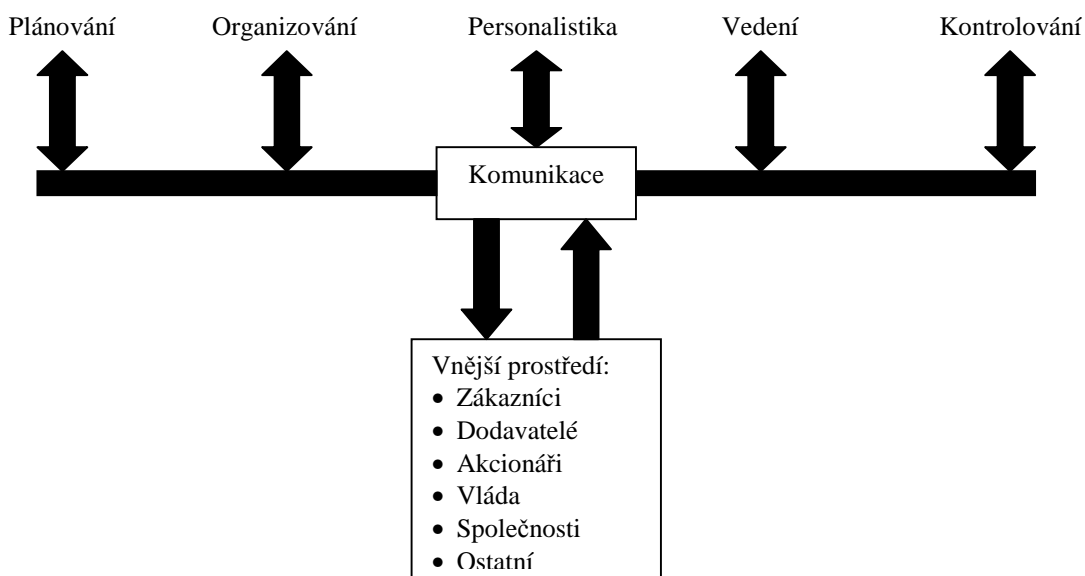 Plánování Organizování Personalistika Vedení Kontrolování
Komunikace
Vnější prostředí:
• Zákazníci
• Dodavatelé
• Akcionáři
• Vláda
• Společnosti
• Ostatní